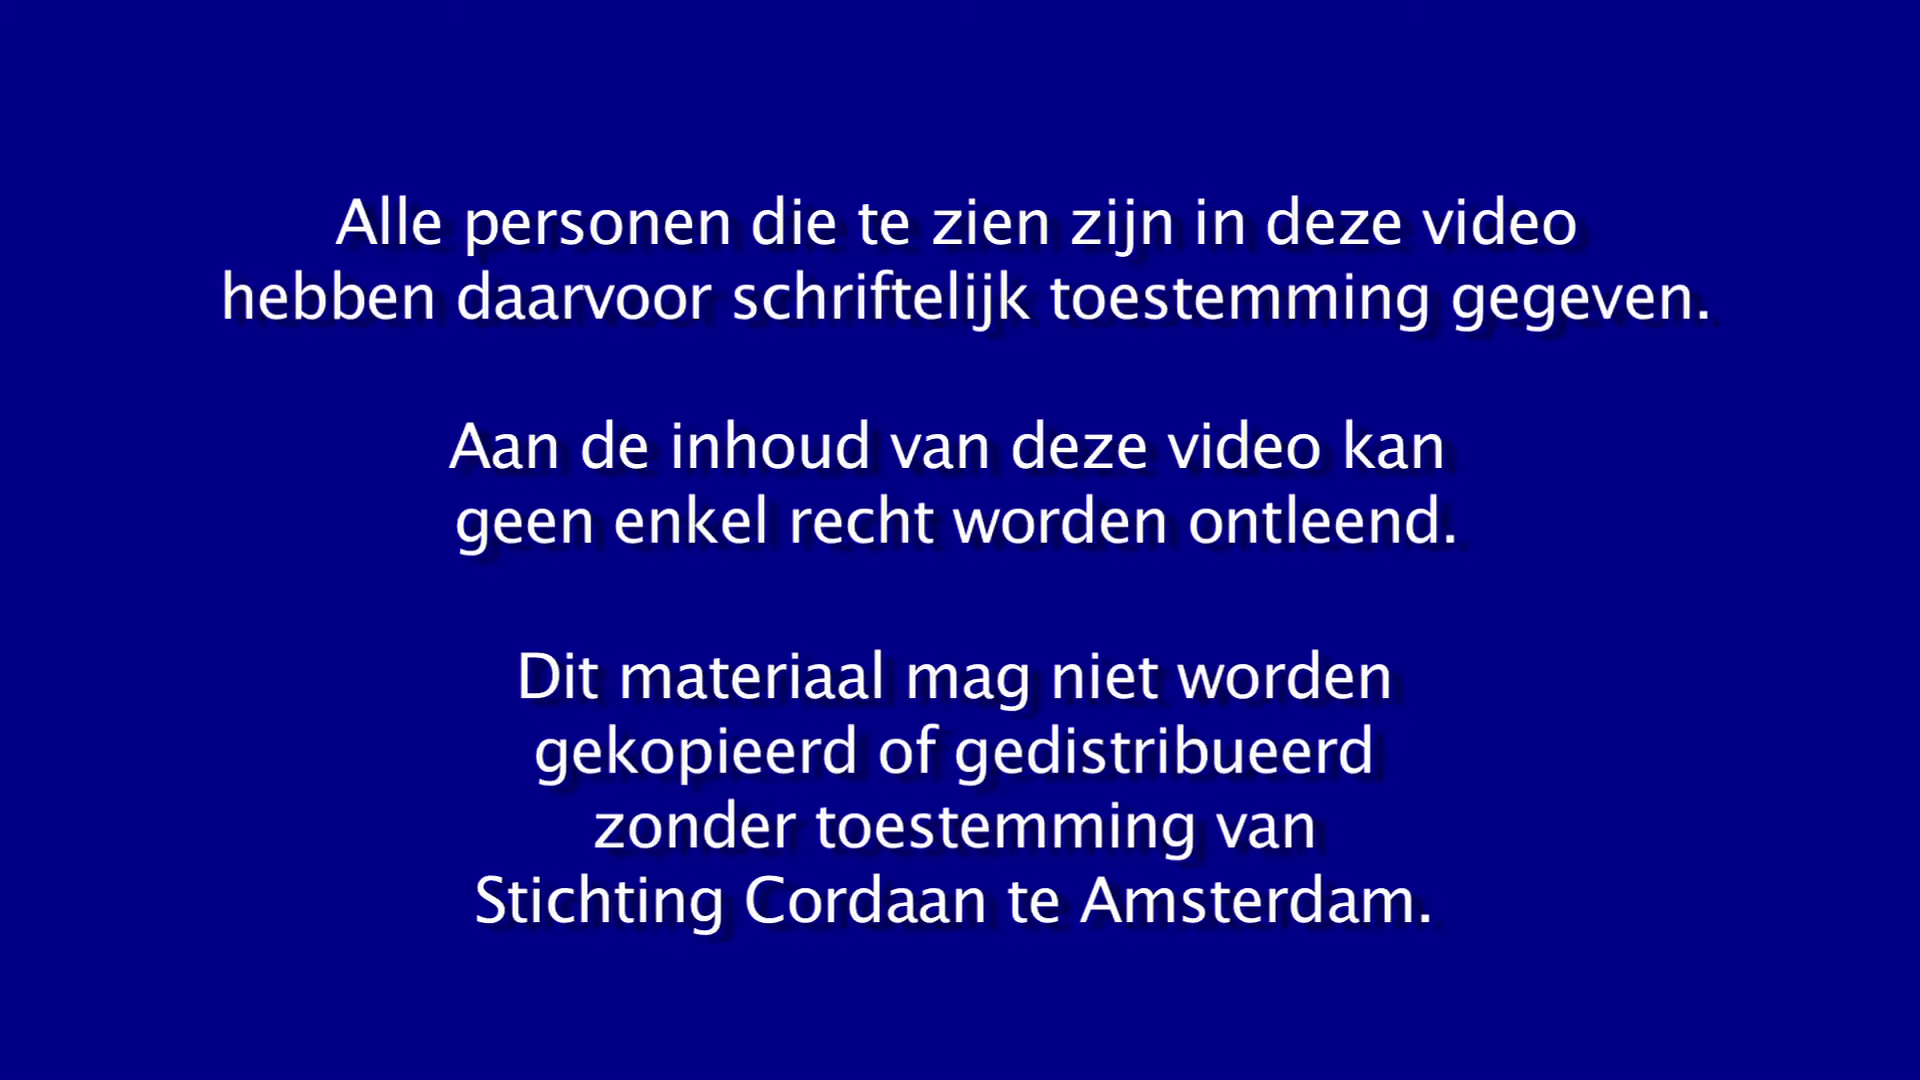 Alle personen die te zien zijn in deze video
hebben daarvoor schriftelijk toestemming gegeven.
Aan de inhoud van deze video kan
geen enkel recht worden ontleend.
Dit materiaal mag niet worden
gekopieerd of gedistribueerd
zonder toestemming van
Stichting Cordaan te Amsterdam.